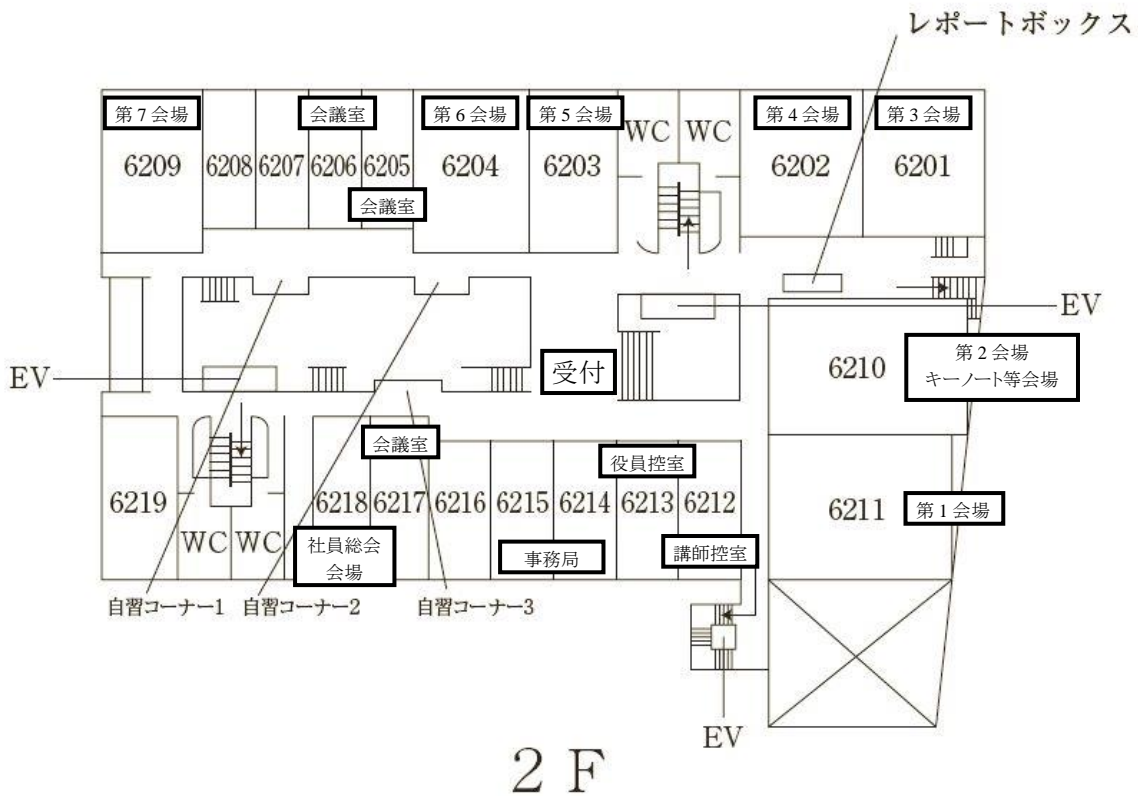 レポートボックス
第7会場
会議室
第6会場
第5会場
WC
WC
第4会場
第3会場
6209
6208
6207
6206
6205
6204
6203
6202
6201
会議室
EV
EV
受付
6210
第2会場
キーノート等会場
会議室
役員控室
6219
WC
WC
6218
6217
6216
6215
6214
6213
6212
6211
第1会場
社員総会
会場
事務局
講師控室
自習コーナー1
自習コーナー2
自習コーナー3
EV
2F